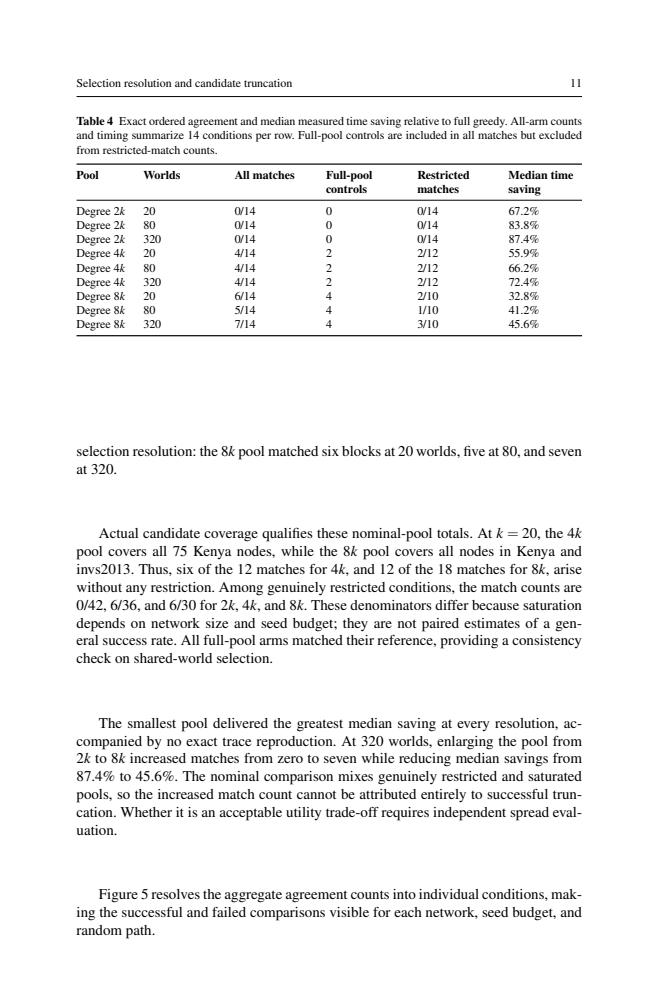 Selection resolution and candidate truncation 11
Table 4 Exact ordered agreement and median measured time saving relative to full greedy. All-arm counts
and timing summarize 14 conditions per row. Full-pool controls are included in all matches but excluded
from restricted-match counts.
Pool Worlds All matches Full-pool controls Restricted matches Median time saving
Degree 2k 20 0/14 0 0/14 67.2%
Degree 2k 80 0/14 0 0/14 83.8%
Degree 2k 320 0/14 0 0/14 87.4%
Degree 4k 20 4/14 2 2/12 55.9%
Degree 4k 80 4/14 2 2/12 66.2%
Degree 4k 320 4/14 2 2/12 72.4%
Degree 8k 20 6/14 4 2/10 32.8%
Degree 8k 80 5/14 4 1/10 41.2%
Degree 8k 320 7/14 4 3/10 45.6%
selection resolution: the 8k pool matched six blocks at 20 worlds, five at 80, and seven
at 320.
Actual candidate coverage qualifies these nominal-pool totals. At k = 20, the 4k
pool covers all 75 Kenya nodes, while the 8k pool covers all nodes in Kenya and
invs2013. Thus, six of the 12 matches for 4k, and 12 of the 18 matches for 8k, arise
without any restriction. Among genuinely restricted conditions, the match counts are
0/42, 6/36, and 6/30 for 2k, 4k, and 8k. These denominators differ because saturation
depends on network size and seed budget; they are not paired estimates of a gen-
eral success rate. All full-pool arms matched their reference, providing a consistency
check on shared-world selection.
The smallest pool delivered the greatest median saving at every resolution, ac-
companied by no exact trace reproduction. At 320 worlds, enlarging the pool from
2k to 8k increased matches from zero to seven while reducing median savings from
87.4% to 45.6%. The nominal comparison mixes genuinely restricted and saturated
pools, so the increased match count cannot be attributed entirely to successful trun-
cation. Whether it is an acceptable utility trade-off requires independent spread eval-
uation.
Figure 5 resolves the aggregate agreement counts into individual conditions, mak-
ing the successful and failed comparisons visible for each network, seed budget, and
random path.